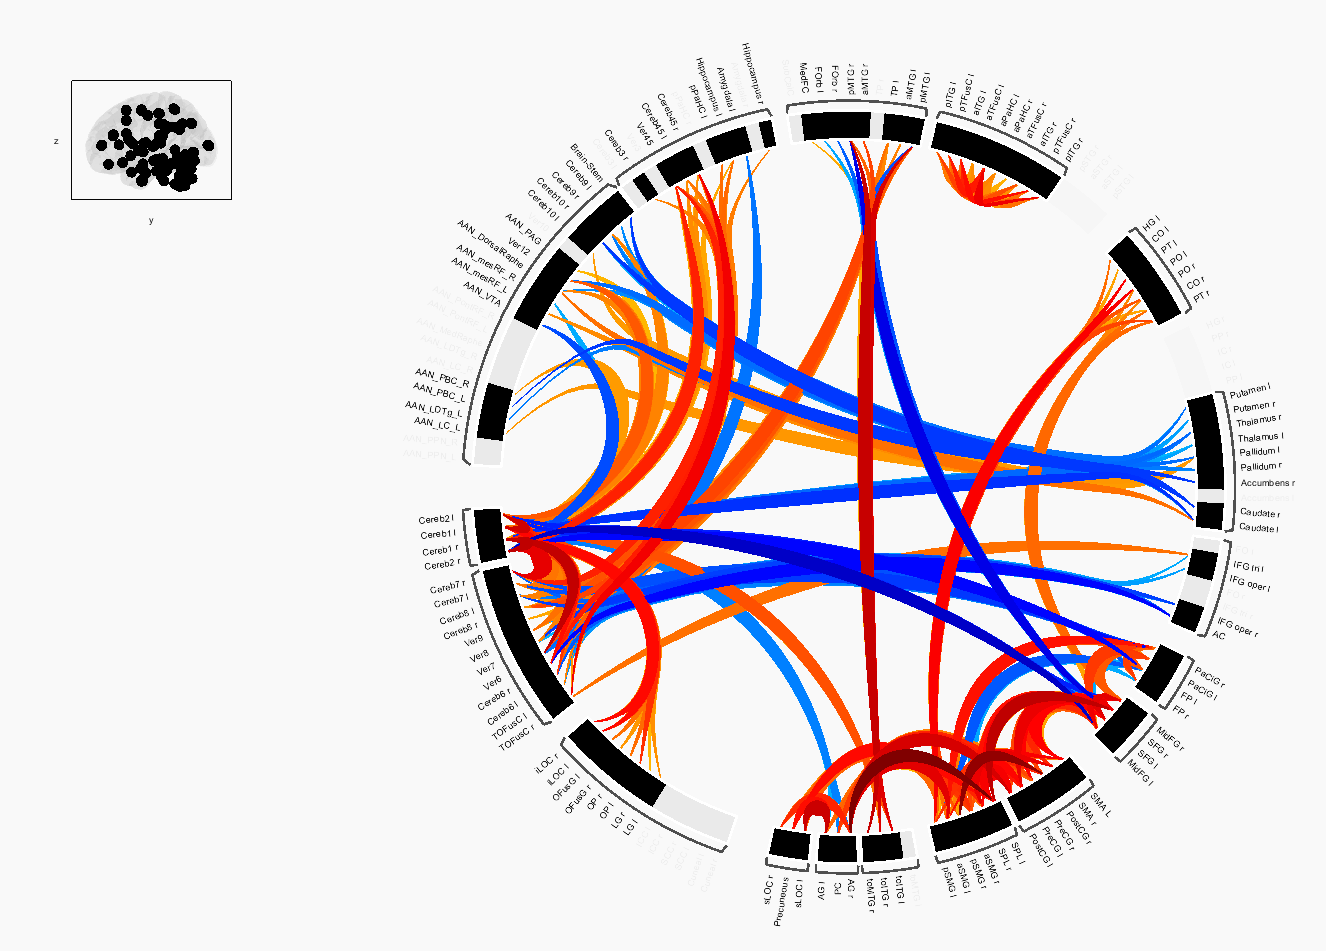 z
y
MedFC
FOrb l
FOrb r
pMTG r
aMTG r
TP l
aMTG l
pMTG l
pITG l
pTFusC l
aITG l
aTFusC l
aPaHC l
aPaHC r
aTFusC r
aITG r
pTFusC r
pITG r
HG l
CO l
PT l
PO l
PO r
CO r
PT r
Putamen l
Putamen r
Thalamus r
Thalamus l
Pallidum l
Pallidum r
Accumbens r
Caudate r
Caudate l
IFG tri l
IFG oper l
IFG oper r
AC
PaCiG r
PaCiG l
FP l
FP r
MidFG r
SFG r
SFG l
MidFG l
SMA L
SMA r
PostCG r
PreCG r
PreCG l
PostCG l
SPL l
SPL r
aSMG r
pSMG r
aSMG l
pSMG l
toITG l
toITG r
toMTG r
AG r
PC
AG l
sLOC l
Precuneous
sLOC r
LG l
LG r
OP l
OP r
OFusG r
OFusG l
iLOC l
iLOC r
TOFusC r
TOFusC l
Cereb6 l
Cereb6 r
Ver6
Ver7
Ver8
Ver9
Cereb8 r
Cereb8 l
Cereb7 l
Cereb7 r
Cereb2 r
Cereb1 r
Cereb1 l
Cereb2 l
AAN_LC_L
AAN_LDTg_L
AAN_PBC_L
AAN_PBC_R
AAN_VTA
AAN_mesRF_L
AAN_mesRF_R
AAN_DorsalRaphe
Ver12
AAN_PAG
Cereb10 l
Cereb10 r
Cereb9 r
Cereb9 l
Brain-Stem
Cereb3 r
Ver45
Cereb45 l
Cereb45 r
pPaHC l
Hippocampus l
Amygdala l
Hippocampus r